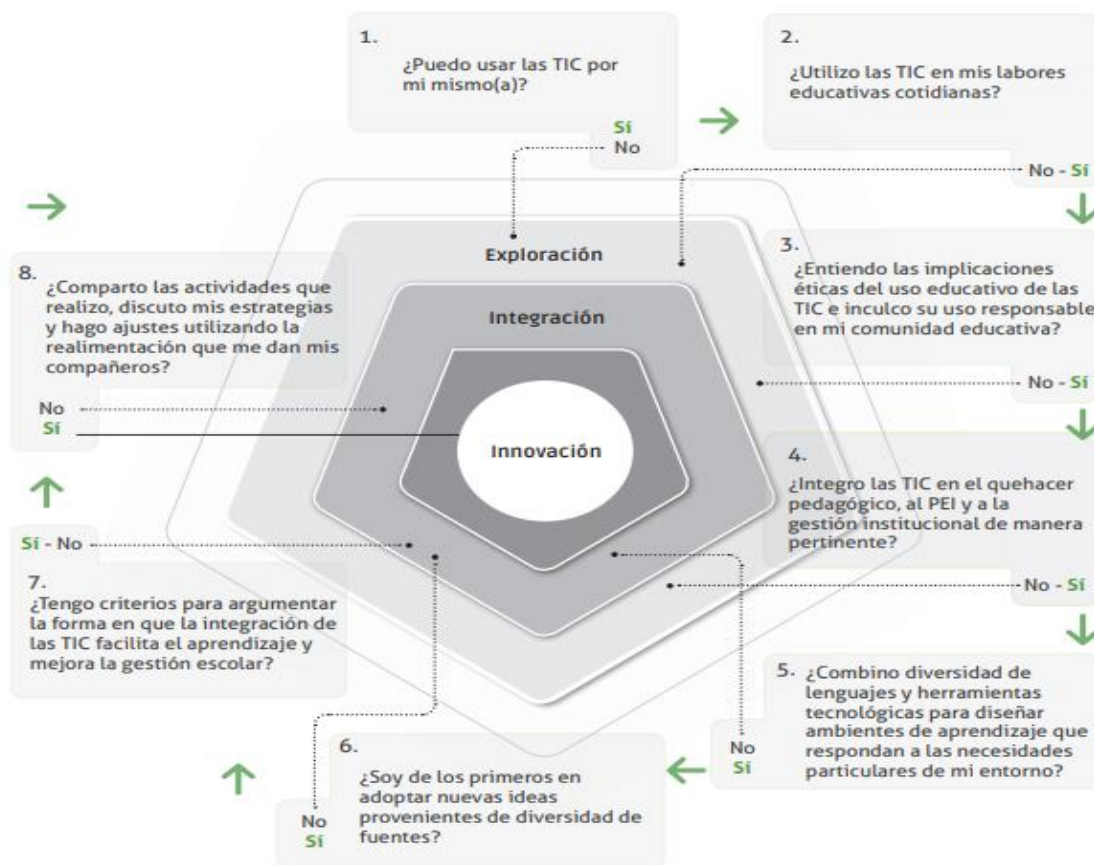 1.
¿Puedo usar las TIC por
mi mismo(a)?
Sí
No
2.
¿Utilizo las TIC en mis labores
educativas cotidianas?
No - Sí
3.
¿Entiendo las implicaciones
éticas del uso educativo de las
TIC e inculco su uso responsable
en mi comunidad educativa?
No - Sí
4.
¿Integro las TIC en el quehacer
pedagógico, al PEI y a la
gestión institucional de manera
pertinente?
No - Sí
5. ¿Combino diversidad de
lenguajes y herramientas
tecnológicas para diseñar
ambientes de aprendizaje que
respondan a las necesidades
particulares de mi entorno?
No
Sí
6.
¿Soy de los primeros en
adoptar nuevas ideas
provenientes de diversidad de
fuentes?
No
Sí
Sí - No
7.
¿Tengo criterios para argumentar
la forma en que la integración de
las TIC facilita el aprendizaje y
mejora la gestión escolar?
8.
¿Comparto las actividades que
realizo, discuto mis estrategias
y hago ajustes utilizando la
realimentación que me dan mis
compañeros?
No
Sí
Exploración
Integración
Innovación